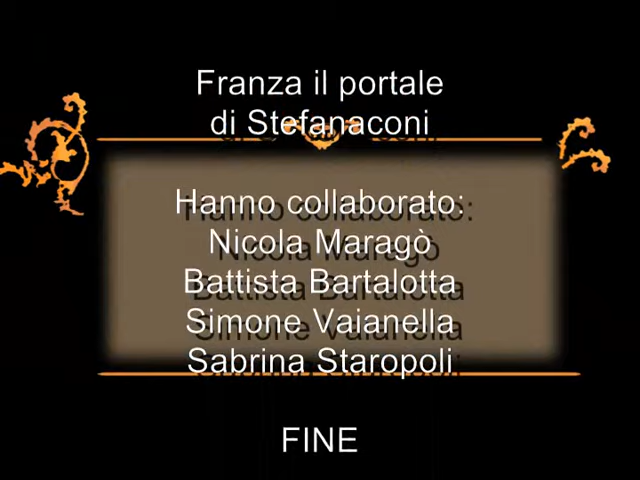 Franza il portale
di Stefanaconi
Hanno collaborato:
Nicola Maragò
Battista Bartalotta
Simone Vaianella
Sabrina Staropoli
FINE